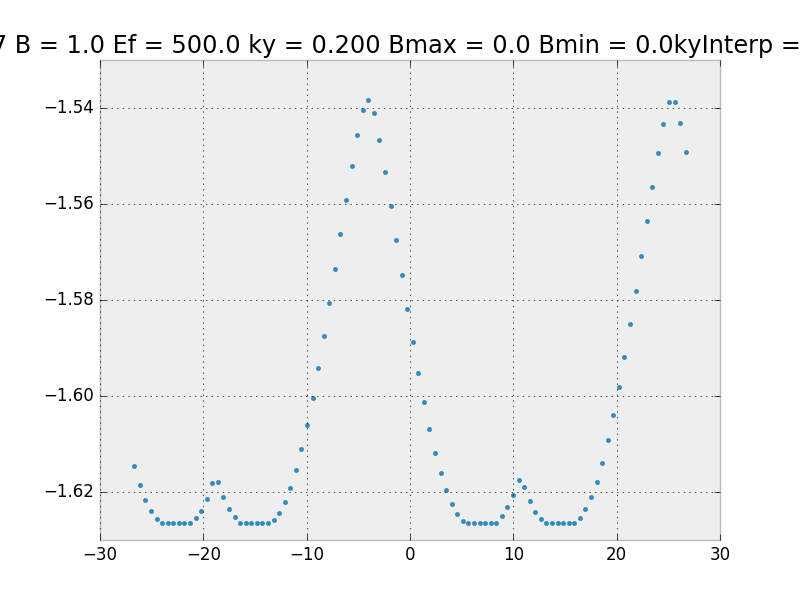 7 B = 1.0 Ef = 500.0 ky = 0.200 Bmax = 0.0 Bmin = 0.0kyInterp =
−1.54
−1.56
−1.58
−1.60
−1.62
−30 −20 −10 0 10 20 30